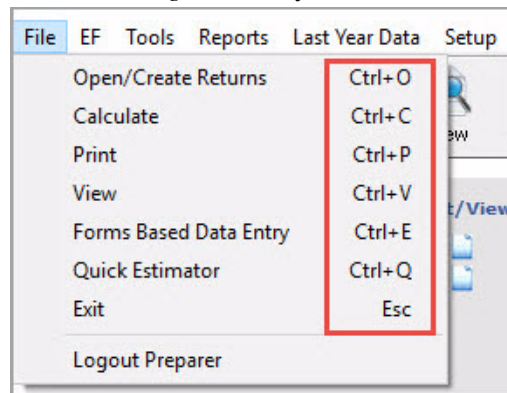 File EF Tools Reports Last Year Data Setup
Open/Create Returns Ctrl+O
Calculate Ctrl+C
Print Ctrl+P
View Ctrl+V
Forms Based Data Entry Ctrl+E
Quick Estimator Ctrl+Q
Exit Esc
Logout Preparer